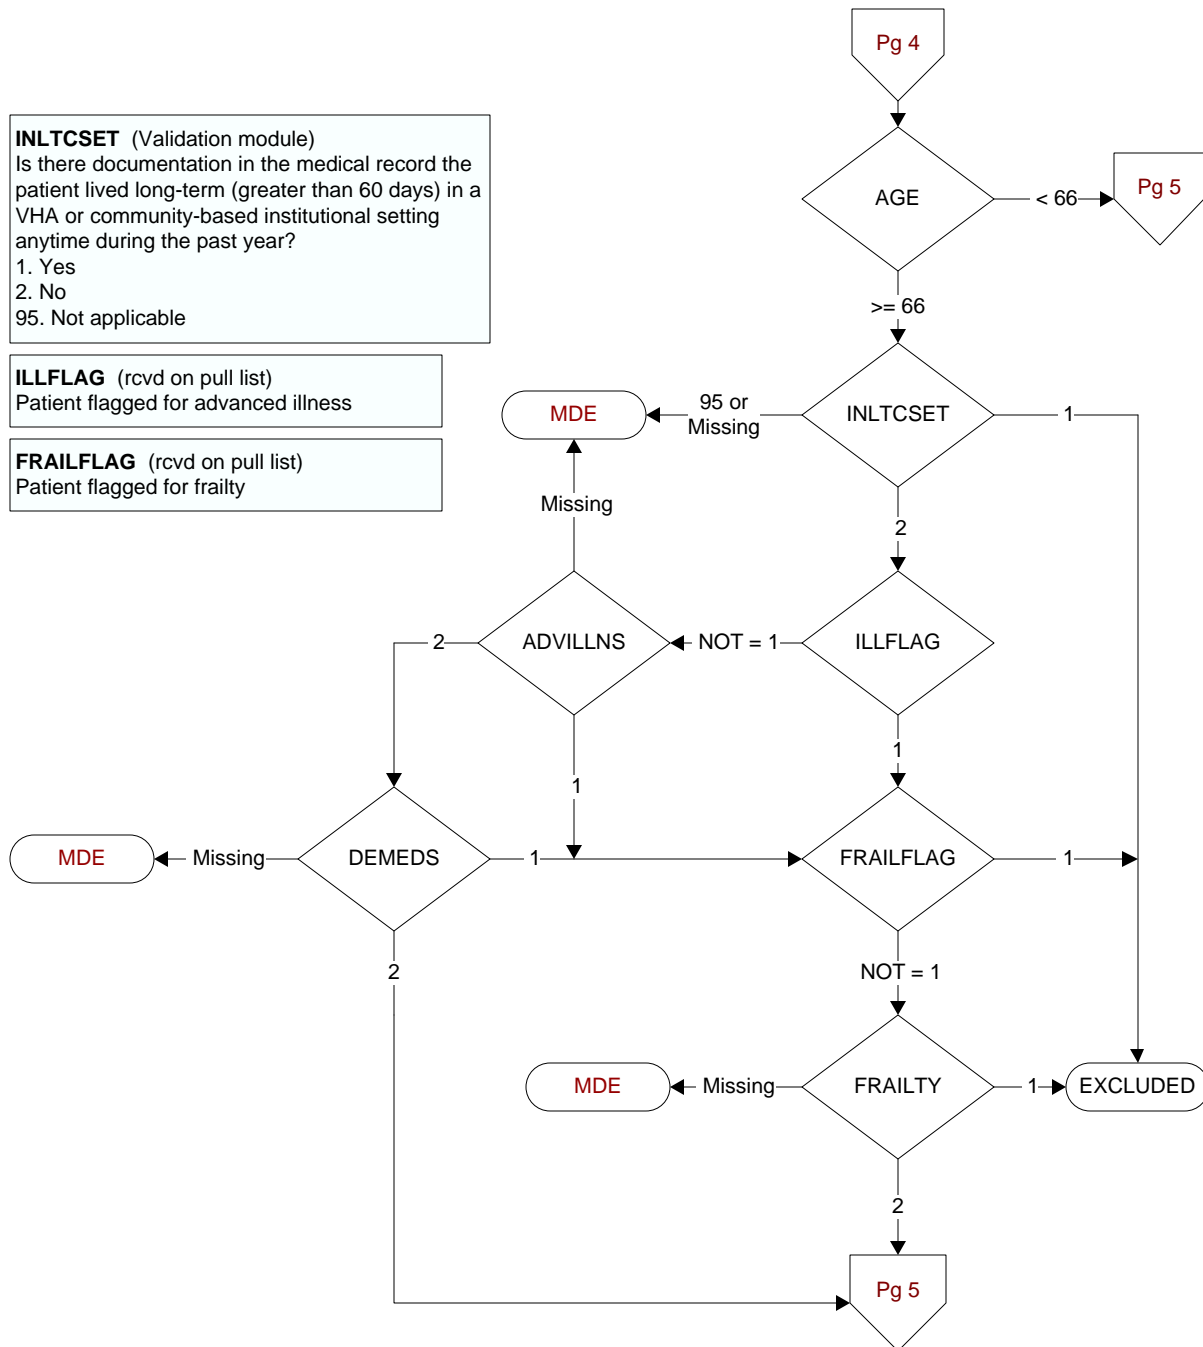 Pg 4
INLTCSET (Validation module)
Is there documentation in the medical record the
patient lived long-term (greater than 60 days) in a
VHA or community-based institutional setting
anytime during the past year?
1. Yes
2. No
95. Not applicable
AGE
< 66
Pg 5
>= 66
ILLFLAG (rcvd on pull list)
Patient flagged for advanced illness
MDE
95 or
Missing
INLTCSET
1
FRAILFLAG (rcvd on pull list)
Patient flagged for frailty
Missing
2
2
ADVILLNS
NOT = 1
ILLFLAG
1
1
MDE
Missing
DEMEDS
1
FRAILFLAG
1
2
NOT = 1
MDE
Missing
FRAILTY
1
EXCLUDED
2
Pg 5